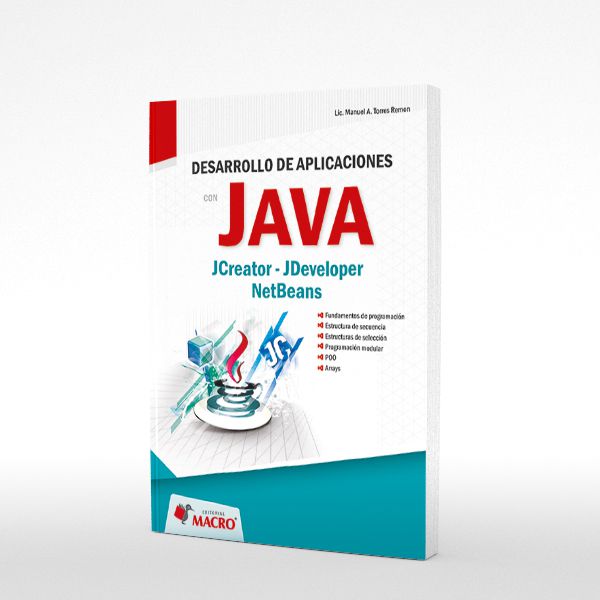 Lic. Manuel A. Torres Remon
DESARROLLO DE APLICACIONES
CON
JAVA
JCreator - JDeveloper
NetBeans
Fundamentos de programación
Estructura de secuencia
Estructuras de selección
Programación modular
POO
Arrays
JC
EDITORIAL
MACRO®